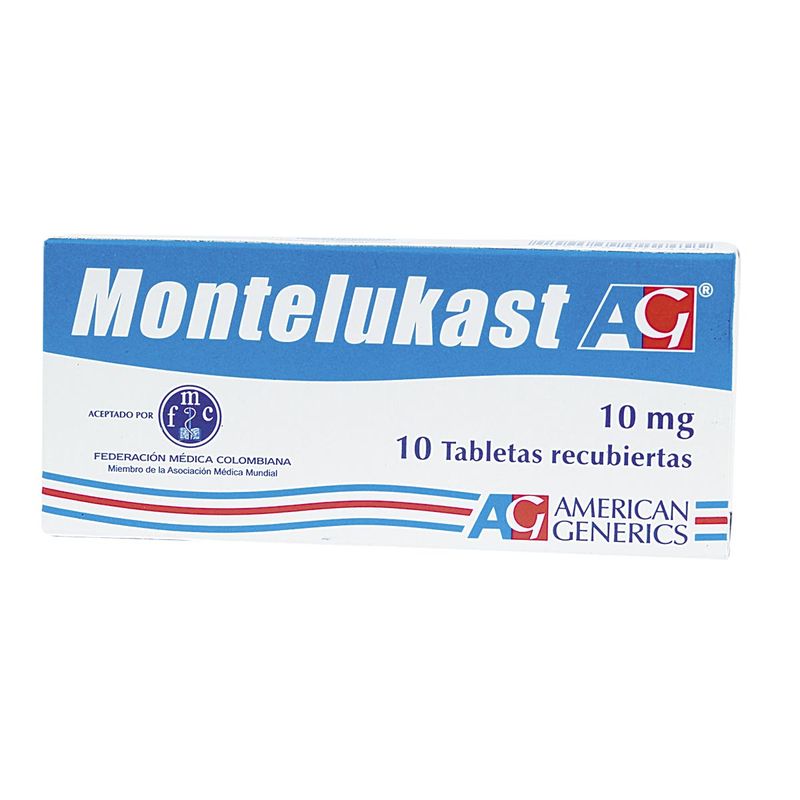 Montelukast AG®
ACEPTADO POR
fmc
FEDERACIÓN MÉDICA COLOMBIANA
Miembro de la Asociación Médica Mundial
10 mg
10 Tabletas recubiertas
AG AMERICAN
GENERICS